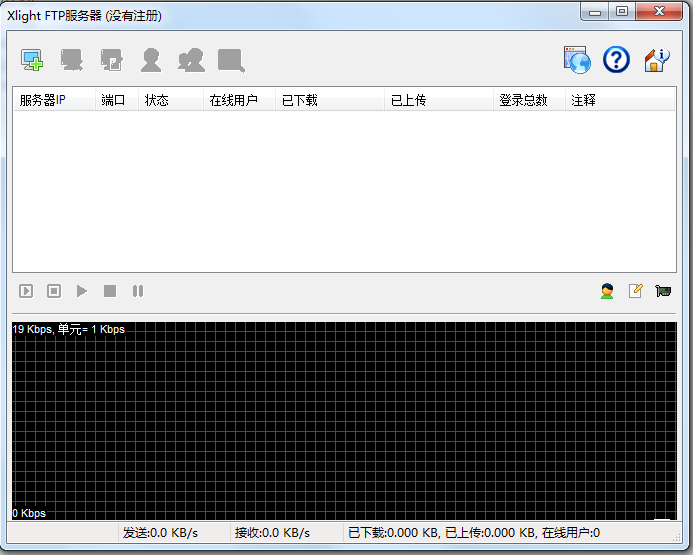 Xlight FTP服务器 (没有注册)
服务器IP 端口 状态 在线用户 已下载 已上传 登录总数 注释
19 Kbps, 单元= 1 Kbps
0 Kbps
发送:0.0 KB/s 接收:0.0 KB/s 已下载:0.000 KB, 已上传:0.000 KB, 在线用户:0